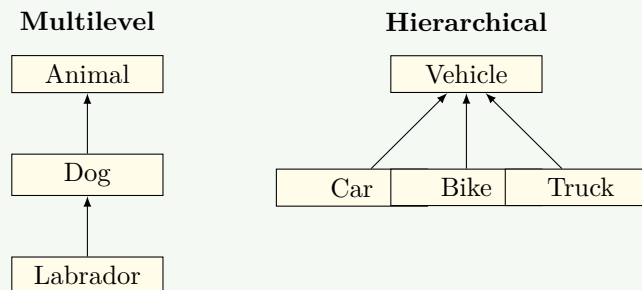 Multilevel
Animal
Dog
Labrador
Hierarchical
Vehicle
Car
Bike
Truck